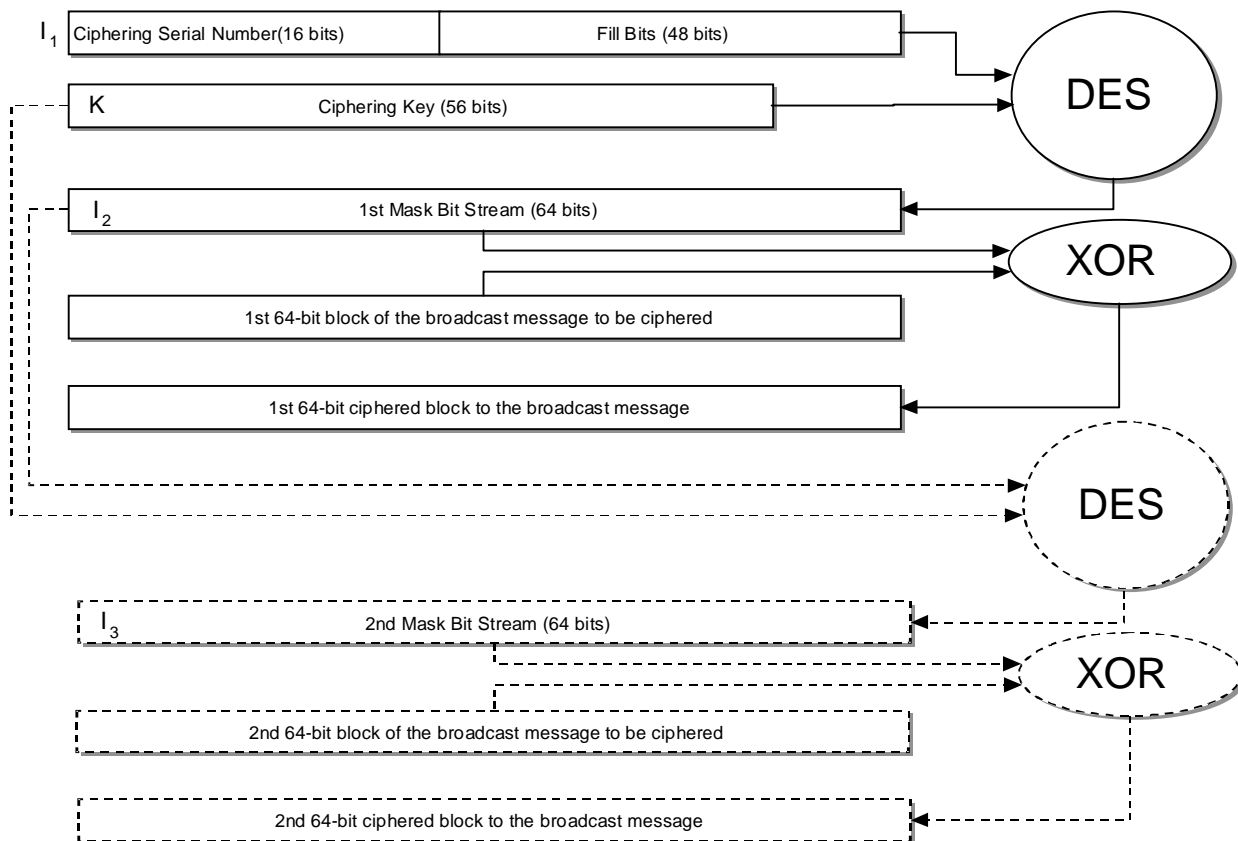 I1 Ciphering Serial Number(16 bits) Fill Bits (48 bits)
DES
K Ciphering Key (56 bits)
I2 1st Mask Bit Stream (64 bits)
XOR
1st 64-bit block of the broadcast message to be ciphered
1st 64-bit ciphered block to the broadcast message
DES
I3 2nd Mask Bit Stream (64 bits)
XOR
2nd 64-bit block of the broadcast message to be ciphered
2nd 64-bit ciphered block to the broadcast message